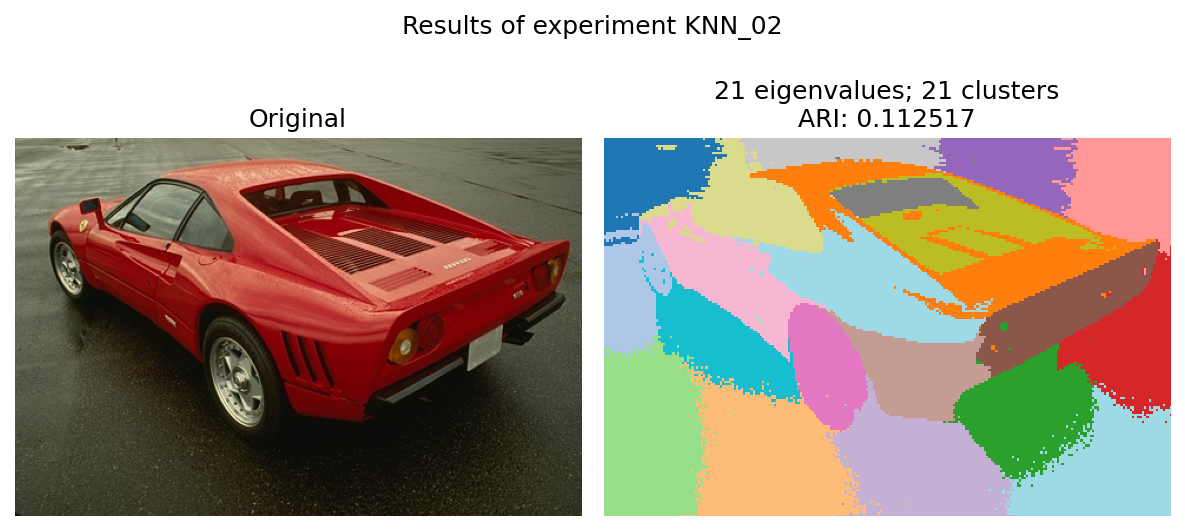 Results of experiment KNN_02
Original
21 eigenvalues; 21 clusters
ARI: 0.112517